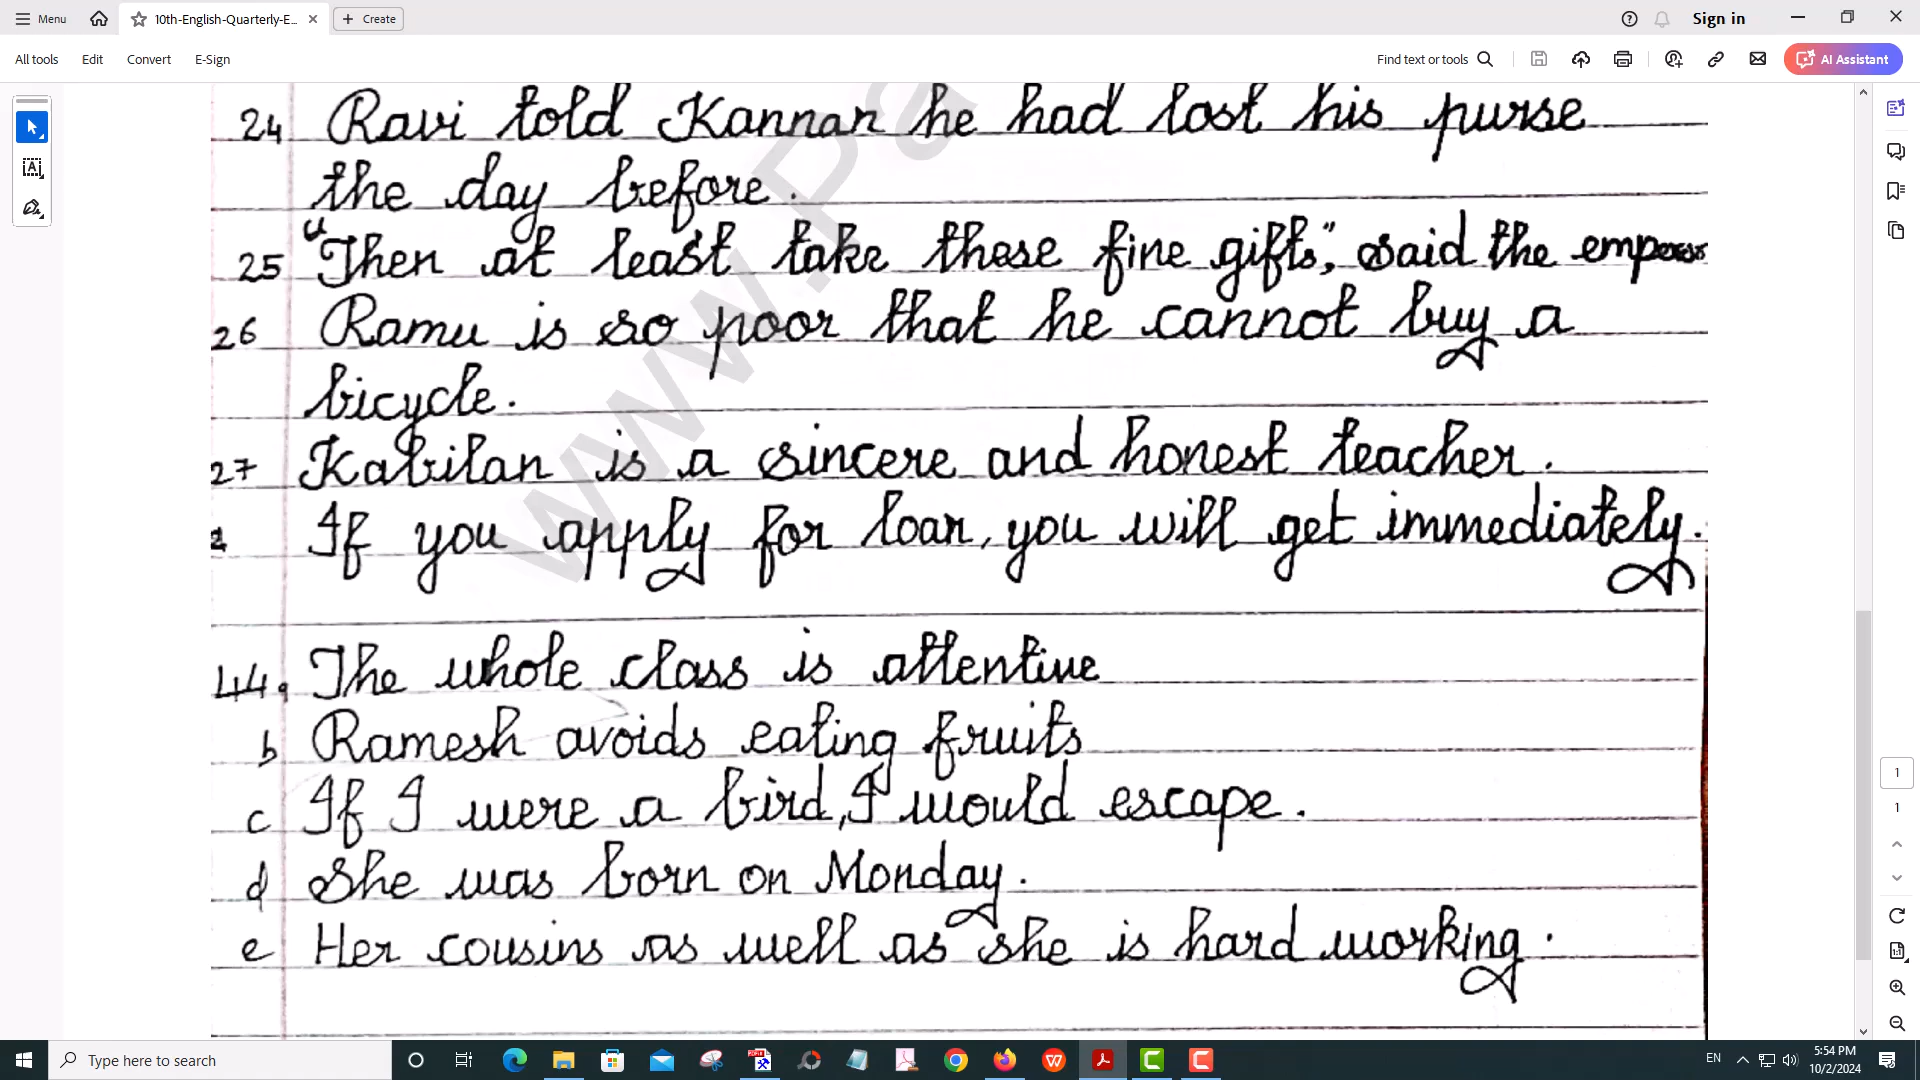 Menu
10th-English-Quarterly-E...
Create
Sign in
All tools
Edit
Convert
E-Sign
Find text or tools
AI Assistant
24 Ravi told Kannan he had lost his purse
the day before.
25 "Then at least take these fine gifts", said the emperor
26 Ramu is so poor that he cannot buy a
bicycle.
27 Kabilan is a sincere and honest teacher.
If you apply for loan, you will get immediately.
44. The whole class is attentive
b Ramesh avoids eating fruits
c If I were a bird, I would escape.
d She was born on Monday.
e Her cousins as well as she is hard working.
www.Pa
1
1
Type here to search
EN
5:54 PM
10/2/2024